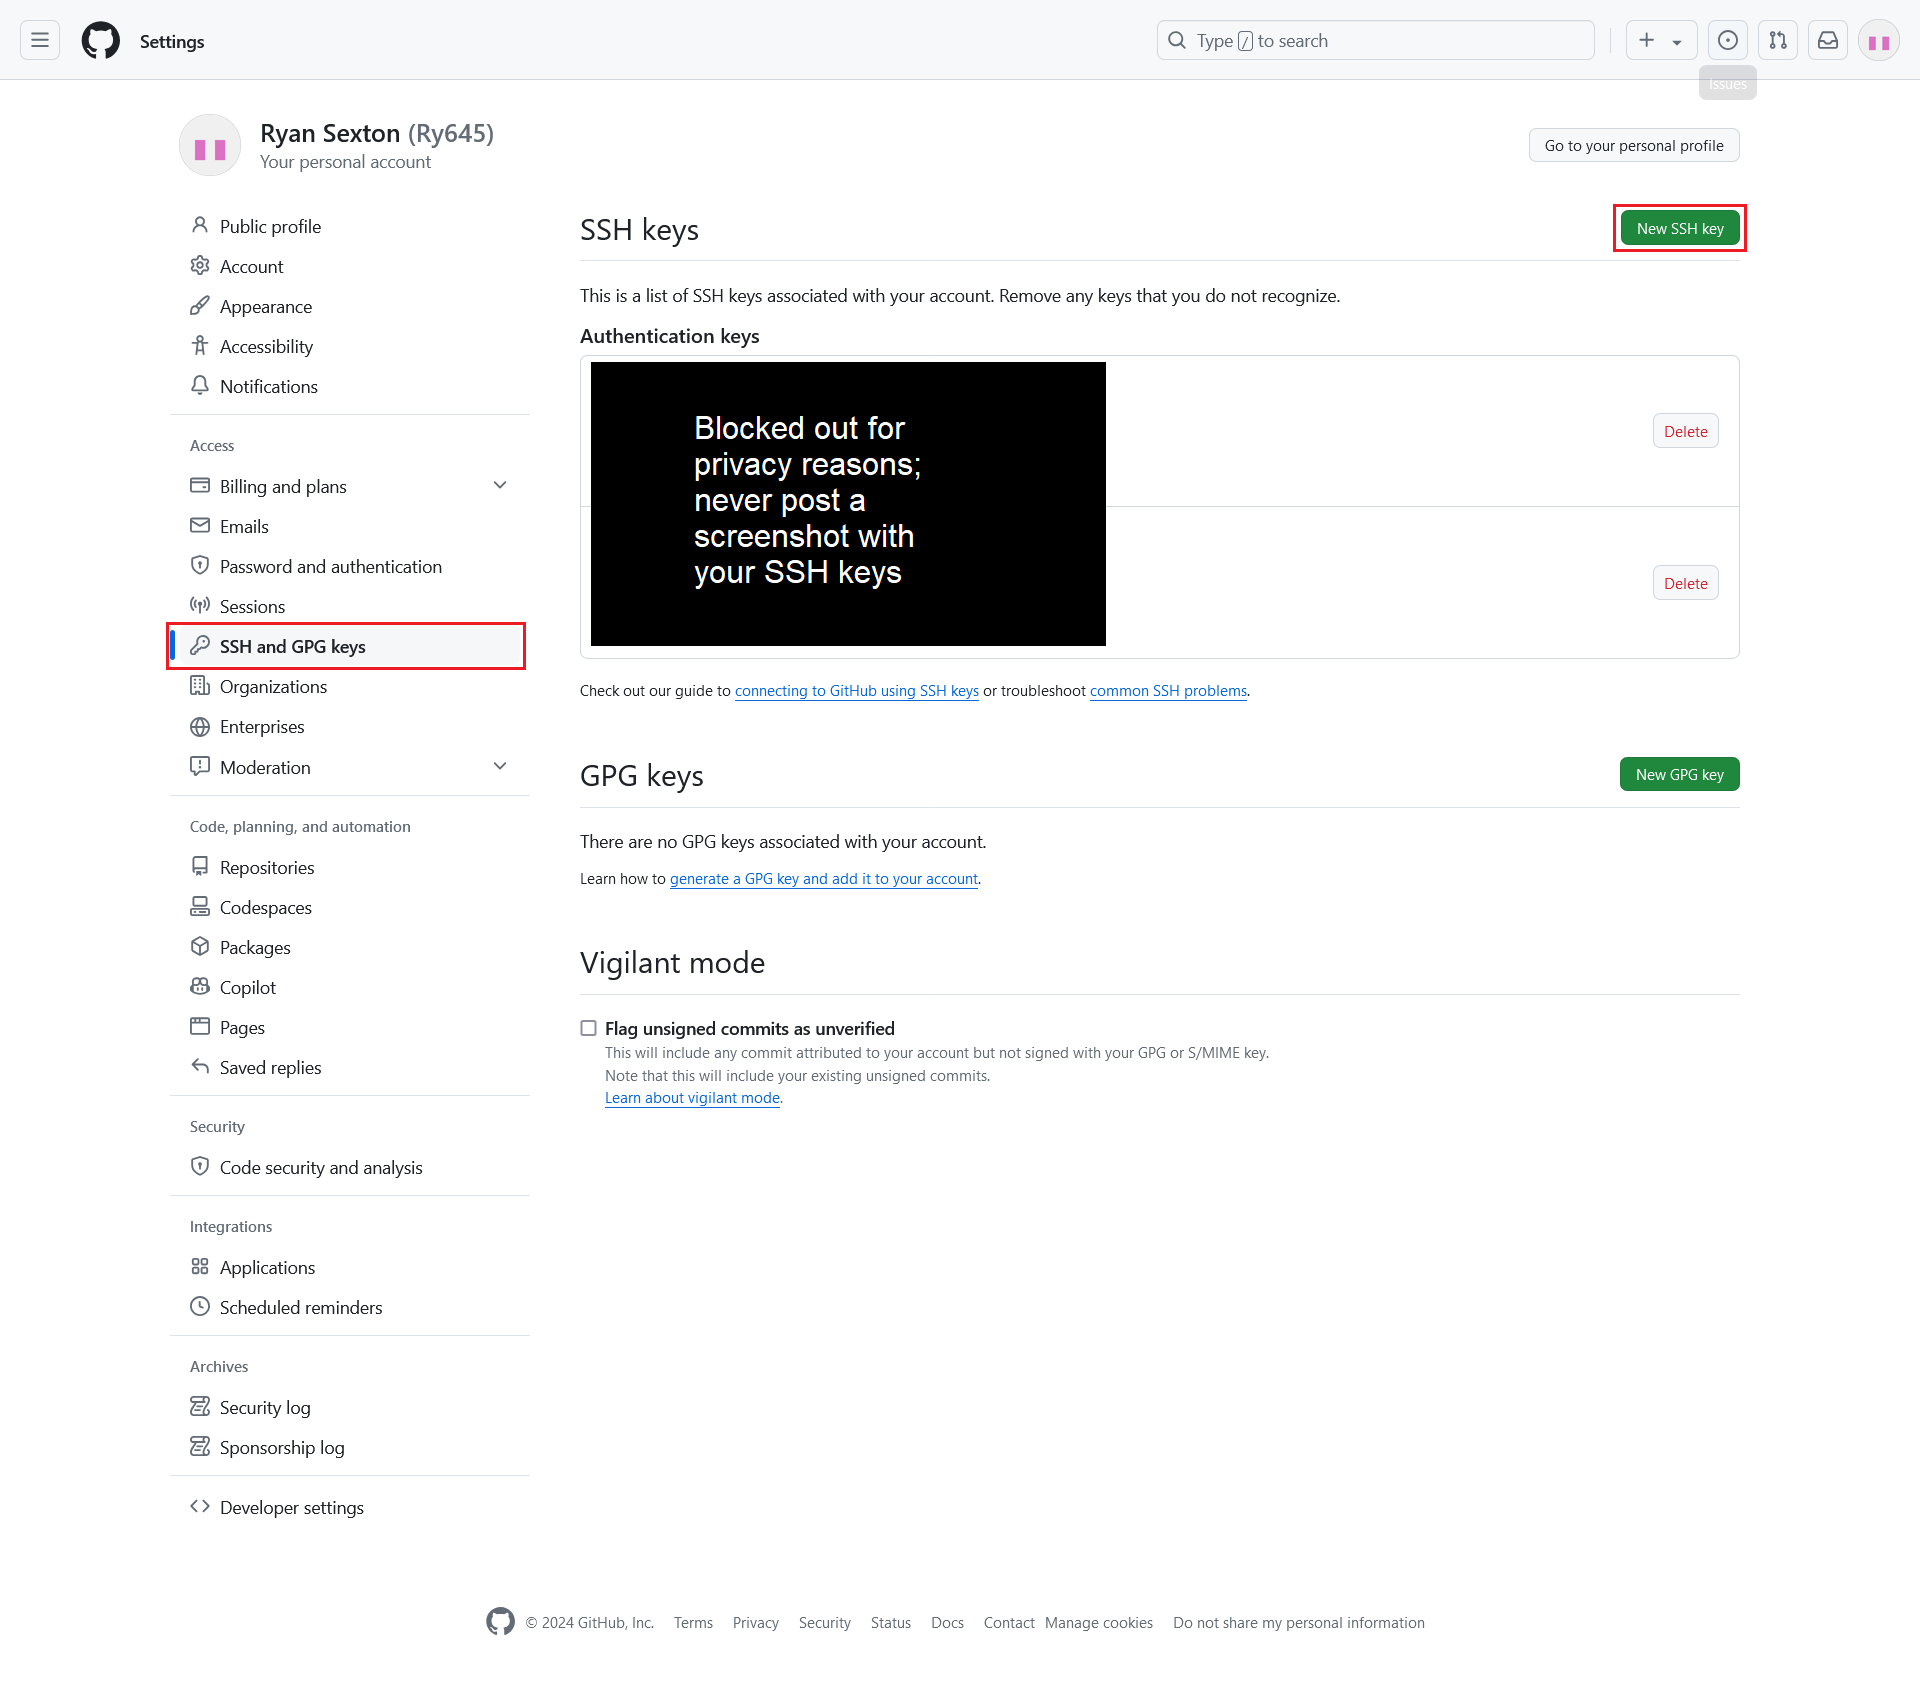 Settings
Type / to search
Issues
Ryan Sexton (Ry645)
Your personal account
Go to your personal profile
Public profile
Account
Appearance
Accessibility
Notifications
Access
Billing and plans
Emails
Password and authentication
Sessions
SSH and GPG keys
Organizations
Enterprises
Moderation
Code, planning, and automation
Repositories
Codespaces
Packages
Copilot
Pages
Saved replies
Security
Code security and analysis
Integrations
Applications
Scheduled reminders
Archives
Security log
Sponsorship log
Developer settings
SSH keys
New SSH key
This is a list of SSH keys associated with your account. Remove any keys that you do not recognize.
Authentication keys
Blocked out for
privacy reasons;
never post a
screenshot with
your SSH keys
Delete
Delete
Check out our guide to connecting to GitHub using SSH keys or troubleshoot common SSH problems.
GPG keys
New GPG key
There are no GPG keys associated with your account.
Learn how to generate a GPG key and add it to your account.
Vigilant mode
Flag unsigned commits as unverified
This will include any commit attributed to your account but not signed with your GPG or S/MIME key.
Note that this will include your existing unsigned commits.
Learn about vigilant mode.
© 2024 GitHub, Inc. Terms Privacy Security Status Docs Contact Manage cookies Do not share my personal information